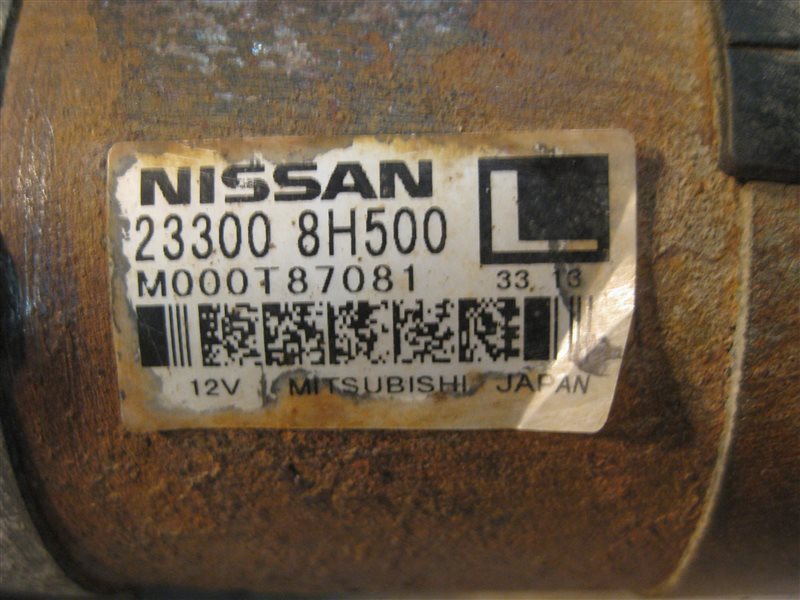 NISSAN
23300 8H500
L
M000T87081
33 13
12V MITSUBISHI JAPAN